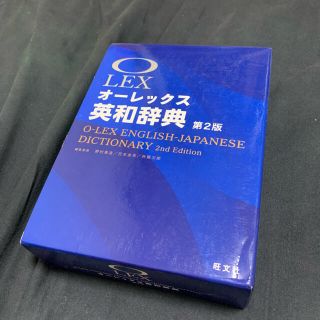 O
LEX
オーレックス
英和辞典 第2版
O-LEX ENGLISH-JAPANESE
DICTIONARY 2nd Edition
旺文社